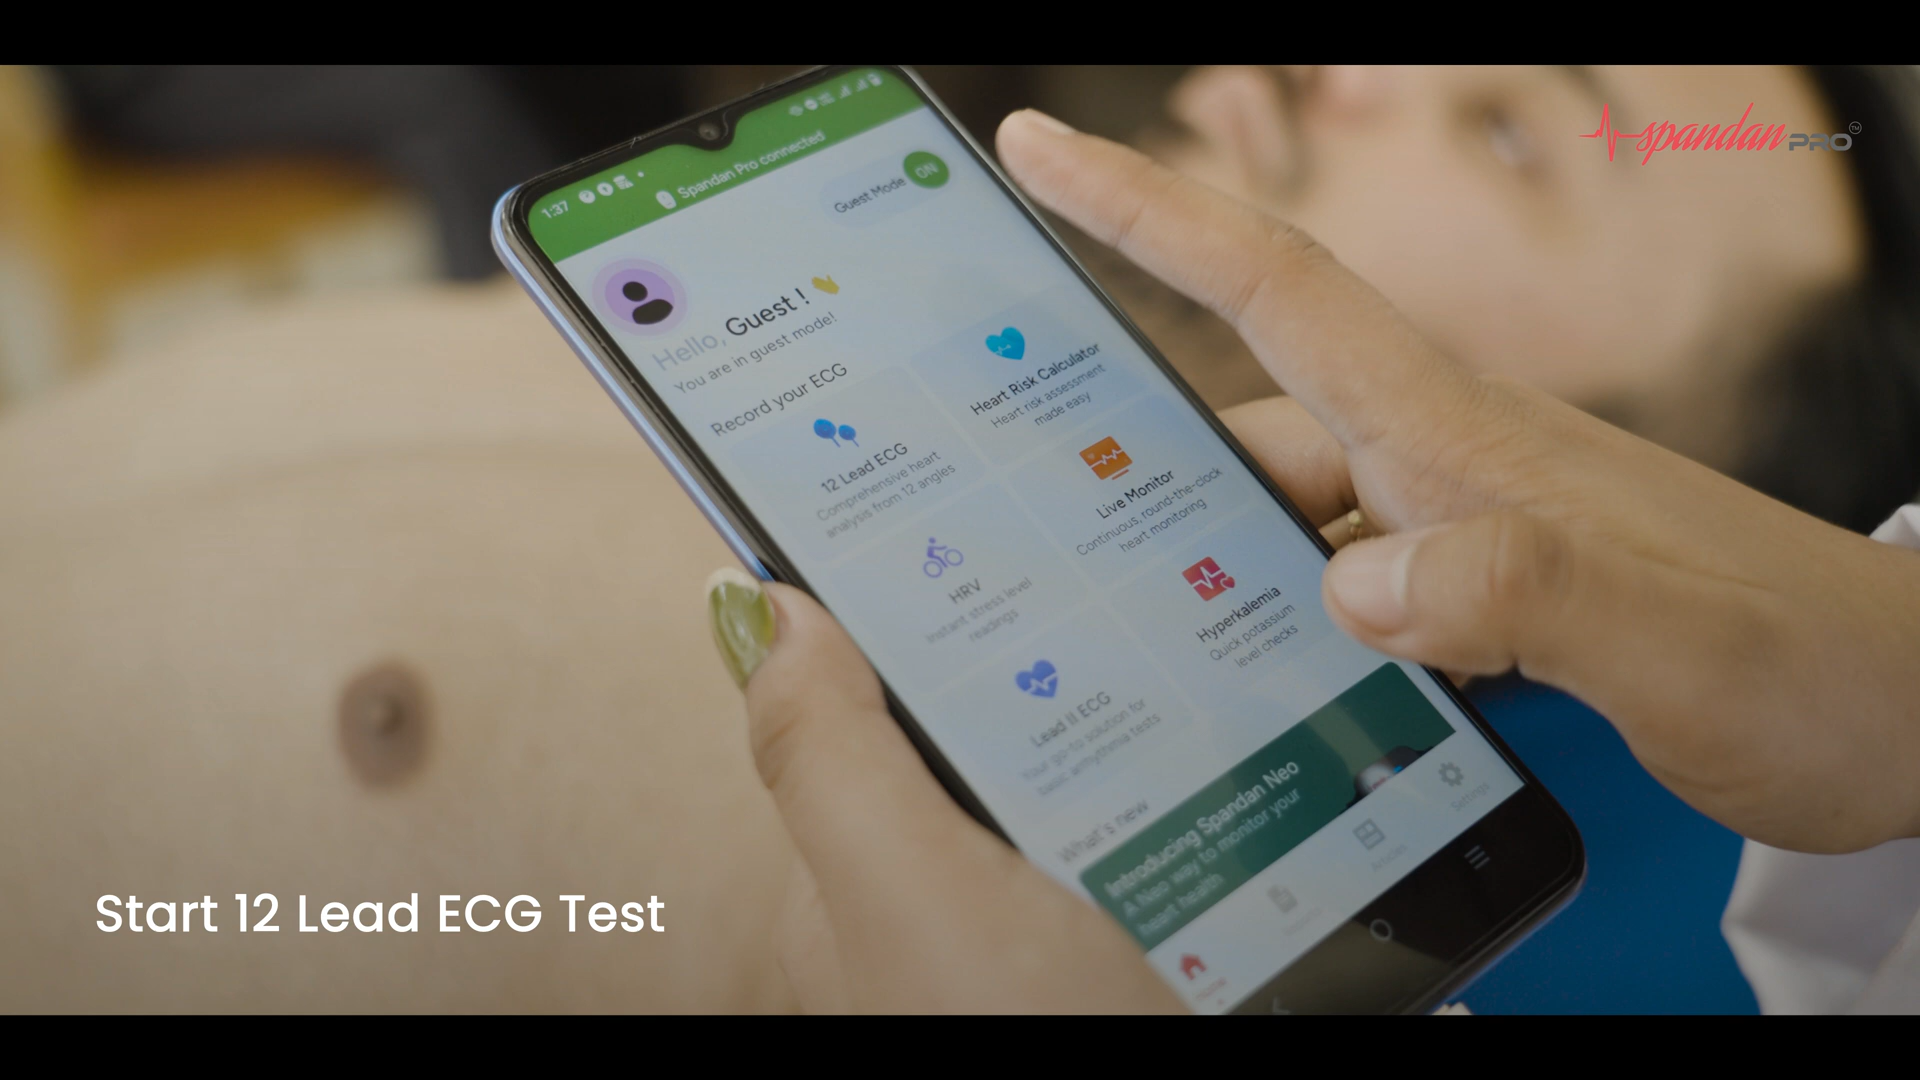 spandan PRO TM
1:37
Spandan Pro connected
Guest Mode ON
Hello, Guest !
You are in guest mode!
Record your ECG
12 Lead ECG
Comprehensive heart
analysis from 12 angles
Heart Risk Calculator
Heart risk assessment
made easy
HRV
Instant stress level
readings
Live Monitor
Continuous, round-the-clock
heart monitoring
Lead II ECG
Your go-to solution for
basic arrhythmia tests
Hyperkalemia
Quick potassium
level checks
What's new
Introducing Spandan Neo
A Neo way to monitor your
heart health
Home
Articles
Settings
Start 12 Lead ECG Test